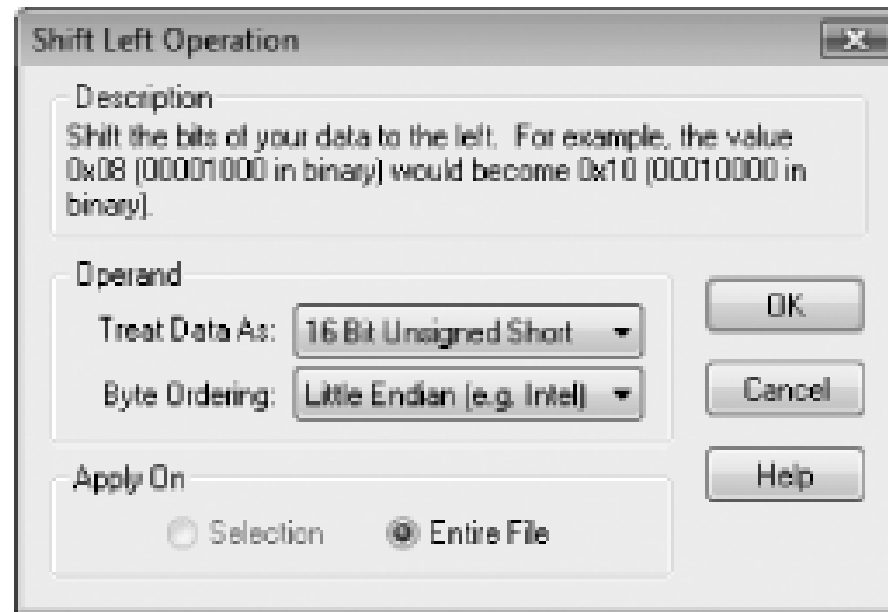 Shift Left Operation
Description
Shift the bits of your data to the left.  For example, the value
0x08 (00001000 in binary) would become 0x10 (00010000 in
binary).
Operand
Treat Data As: 16 Bit Unsigned Short
Byte Ordering: Little Endian (e.g. Intel)
OK
Cancel
Help
Apply On
Selection Entire File